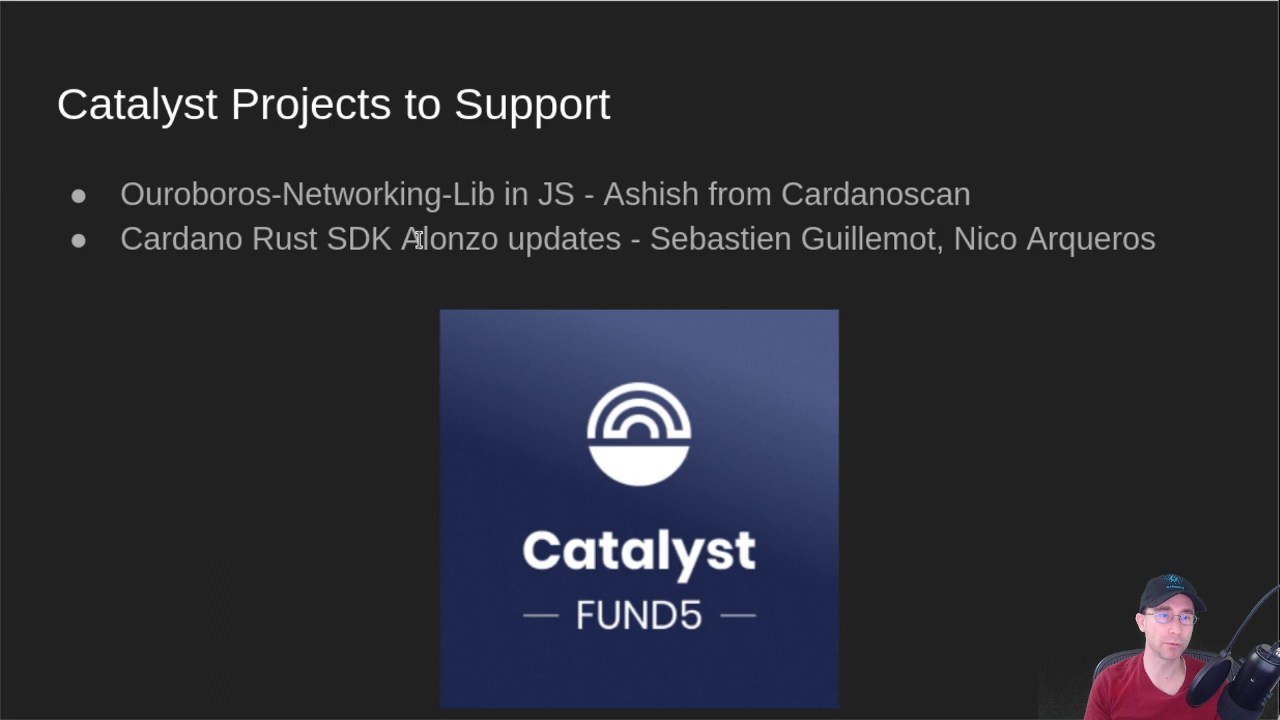 Catalyst Projects to Support
● Ouroboros-Networking-Lib in JS - Ashish from Cardanoscan
● Cardano Rust SDK Alonzo updates - Sebastien Guillemot, Nico Arqueros
Catalyst
— FUND5 —